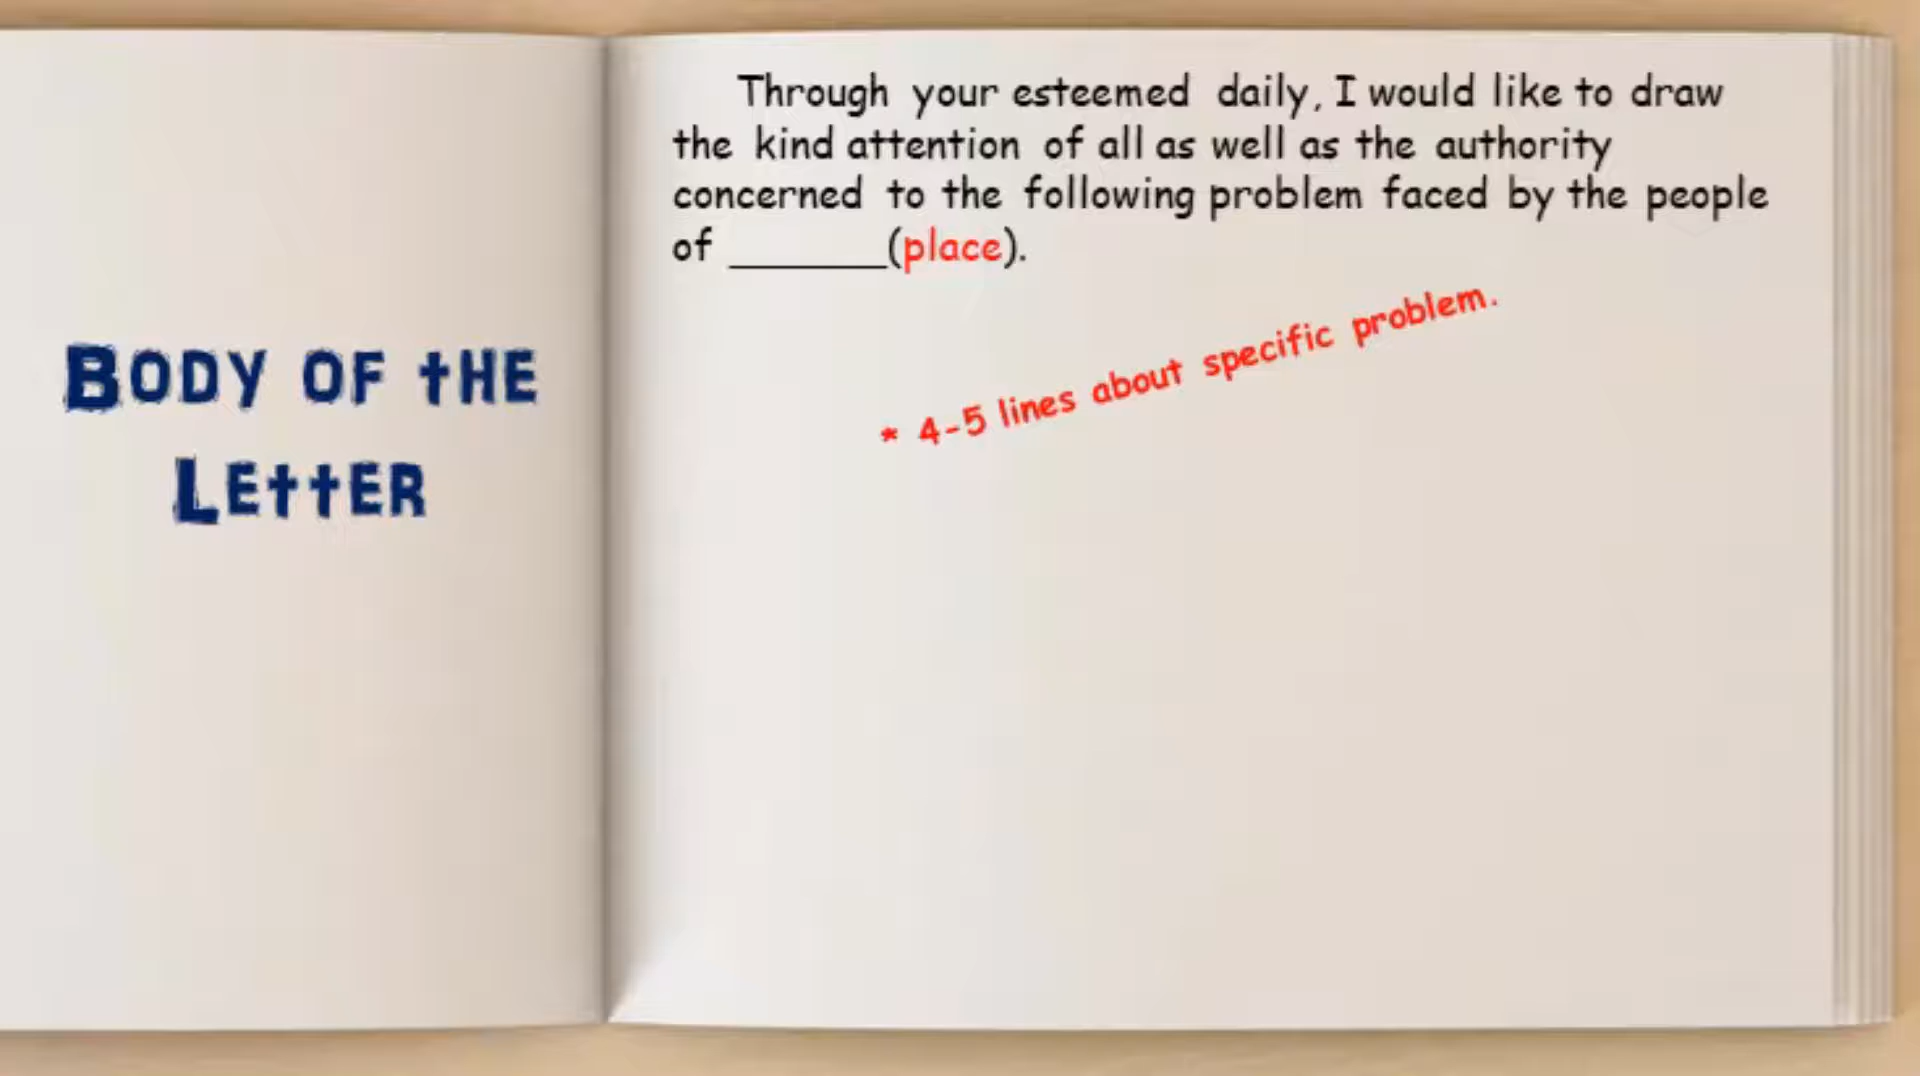 BODY OF tHE
LEttER
Through your esteemed daily, I would like to draw
the kind attention of all as well as the authority
concerned to the following problem faced by the people
of _______(place).
* 4-5 lines about specific problem.